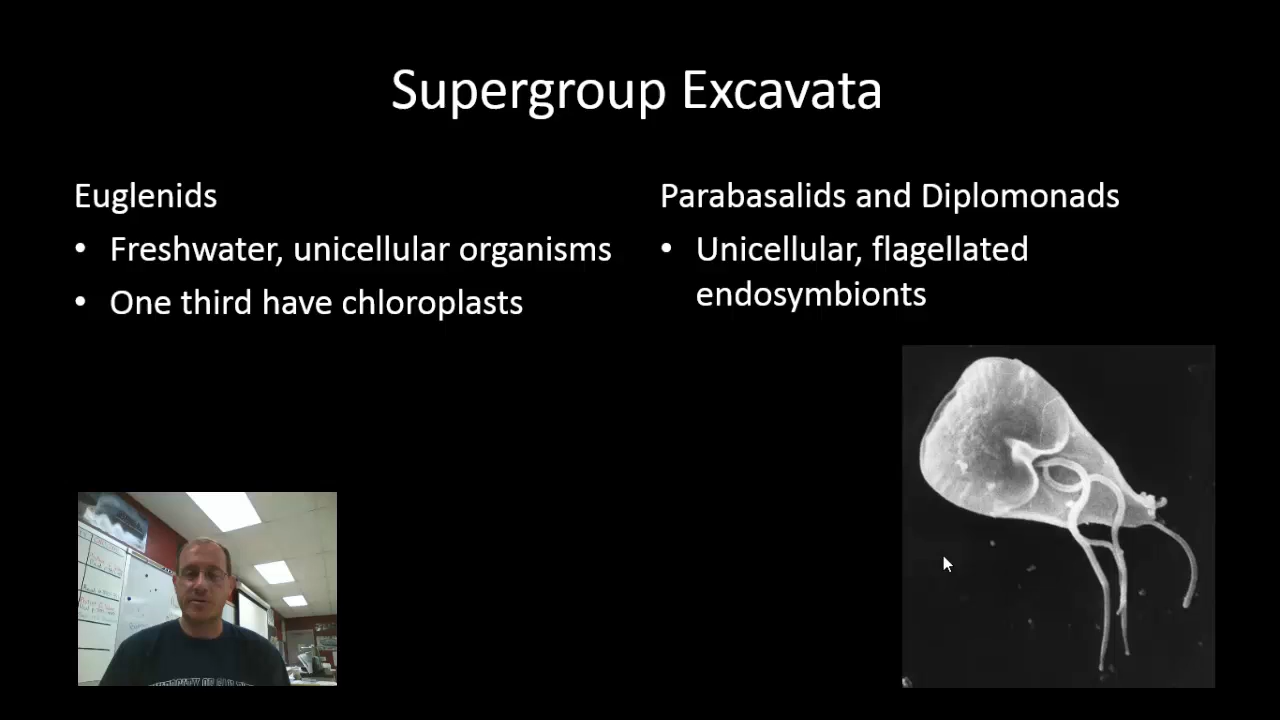 Supergroup Excavata
Euglenids
• Freshwater, unicellular organisms
• One third have chloroplasts
Parabasalids and Diplomonads
• Unicellular, flagellated
endosymbionts